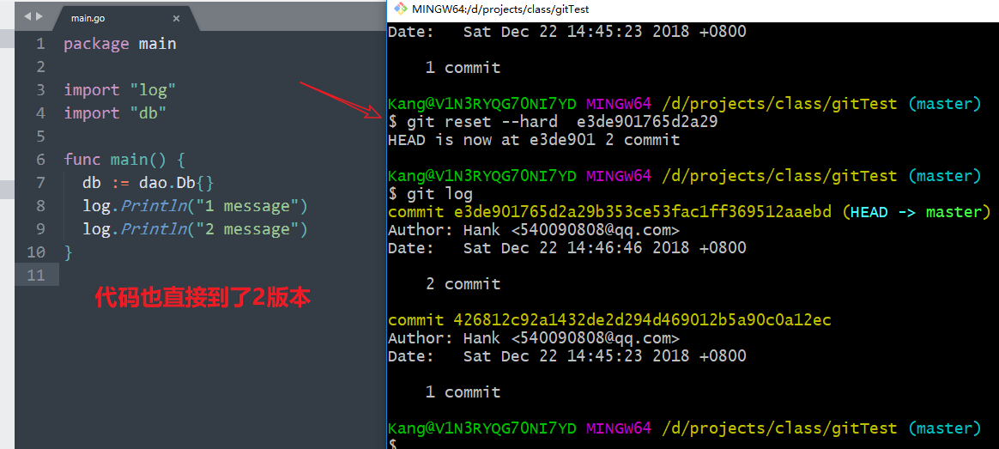 main.go
1 package main
2
3 import "log"
4 import "db"
5
6 func main() {
7   db := dao.Db{}
8   log.Println("1 message")
9   log.Println("2 message")
10 }
11
代码也直接到了2版本
MINGW64:/d/projects/class/gitTest
Date:   Sat Dec 22 14:45:23 2018 +0800
    1 commit
Kang@V1N3RYQG7ONI7YD MINGW64 /d/projects/class/gitTest (master)
$ git reset --hard  e3de901765d2a29
HEAD is now at e3de901 2 commit
Kang@V1N3RYQG7ONI7YD MINGW64 /d/projects/class/gitTest (master)
$ git log
commit e3de901765d2a29b353ce53fac1ff369512aaebd (HEAD -> master)
Author: Hank <540090808@qq.com>
Date:   Sat Dec 22 14:46:46 2018 +0800
    2 commit
commit 426812c92a1432de2d294d469012b5a90c0a12ec
Author: Hank <540090808@qq.com>
Date:   Sat Dec 22 14:45:23 2018 +0800
    1 commit
Kang@V1N3RYQG7ONI7YD MINGW64 /d/projects/class/gitTest (master)
$